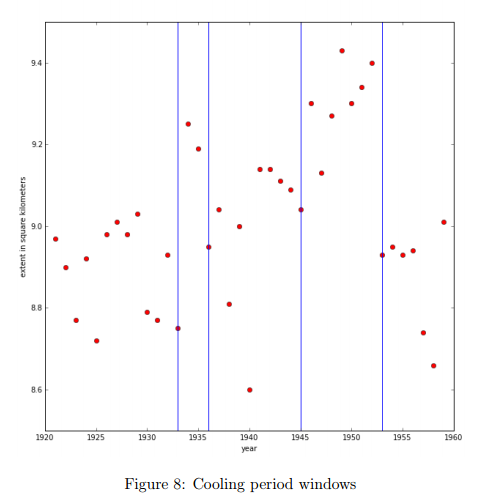 9.4
9.2
9.0
8.8
8.6
extent in square kilometers
1920 1925 1930 1935 1940 1945 1950 1955 1960
year
Figure 8: Cooling period windows